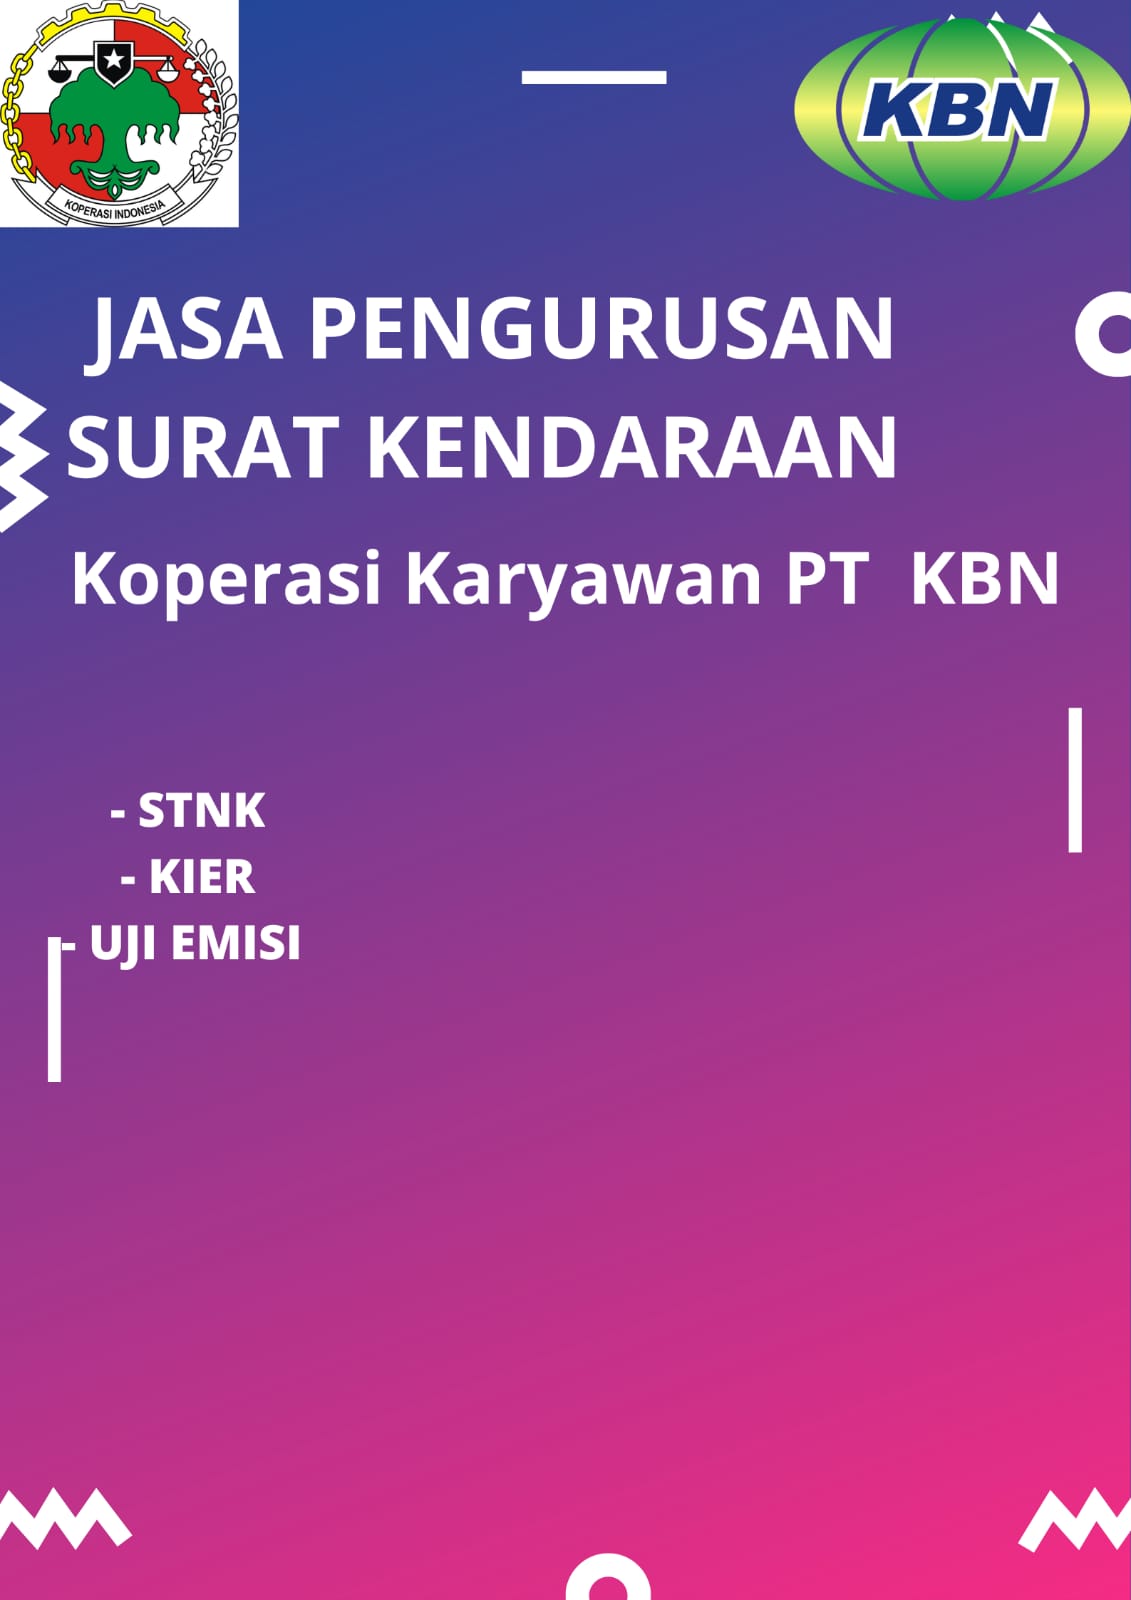 KOPERASI INDONESIA
KBN
JASA PENGURUSAN
SURAT KENDARAAN
Koperasi Karyawan PT KBN
- STNK
- KIER
- UJI EMISI